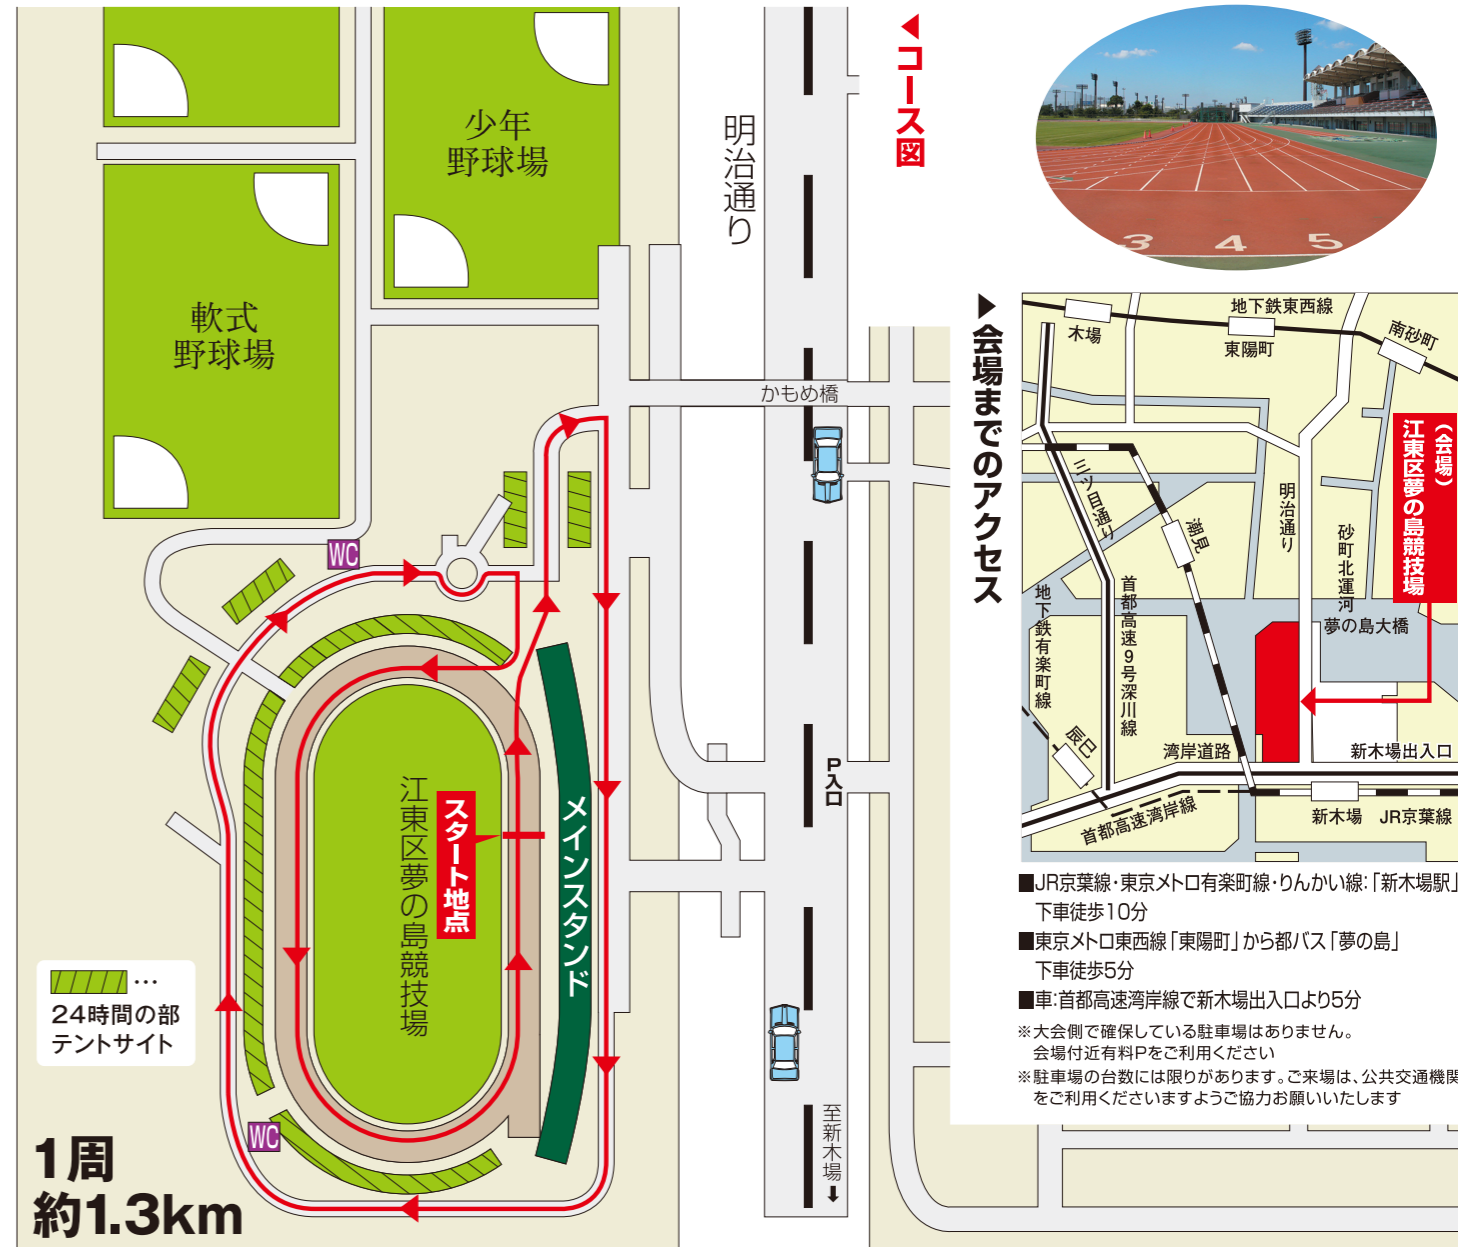 少年
野球場
軟式
野球場
明治通り
◀コース図
かもめ橋
WC
江東区夢の島競技場
スタート地点
メインスタンド
P入口
…
24時間の部
テントサイト
WC
1周
約1.3km
至新木場
3 4 5
▶会場までのアクセス
地下鉄東西線
木場
東陽町
南砂町
(会場)
江東区夢の島競技場
三ツ目通り
潮見
明治通り
砂町北運河
夢の島大橋
地下鉄有楽町線
首都高速9号深川線
辰巳
湾岸道路
新木場出入口
首都高速湾岸線
新木場
JR京葉線
■JR京葉線・東京メトロ有楽町線・りんかい線:「新木場駅」
下車徒歩10分
■東京メトロ東西線「東陽町」から都バス「夢の島」
下車徒歩5分
■車:首都高速湾岸線で新木場出入口より5分
※大会側で確保している駐車場はありません。
会場付近有料Pをご利用ください
※駐車場の台数には限りがあります。ご来場は、公共交通機関
をご利用くださいますようご協力お願いいたします